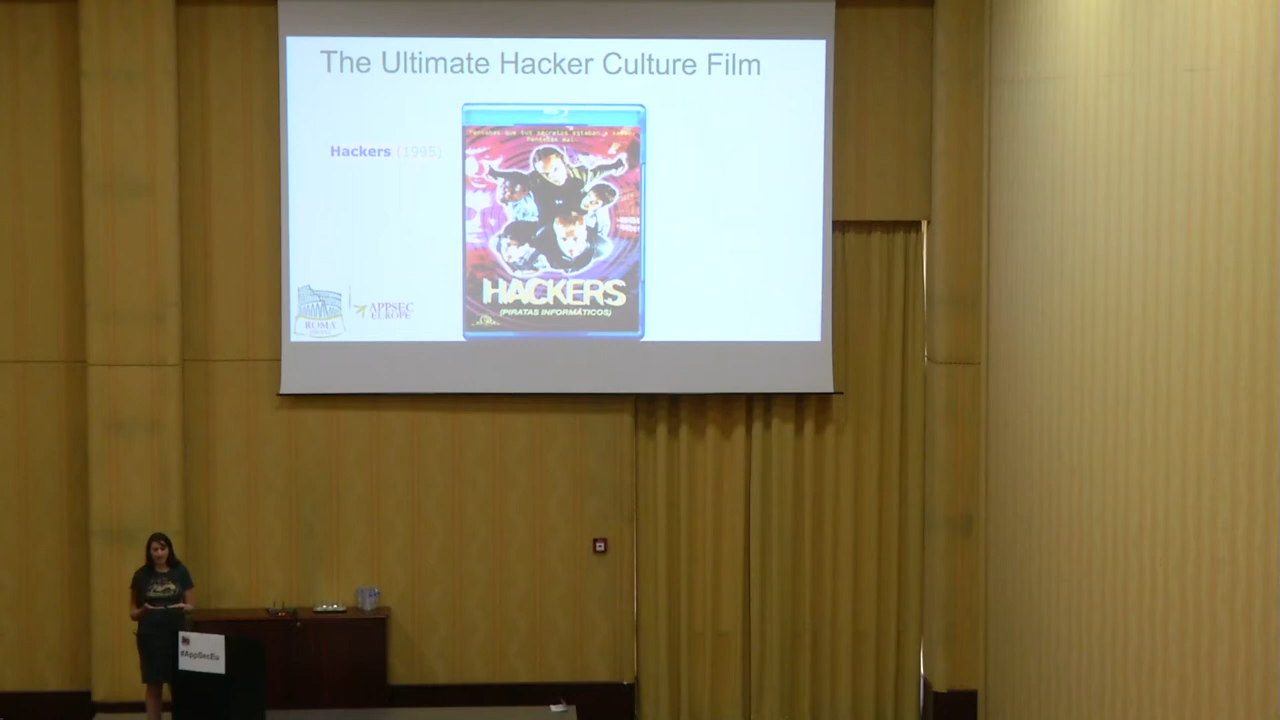 The Ultimate Hacker Culture Film
Hackers (1995)
HACKERS
(PIRATAS INFORMÁTICOS)
ROMA
APPSEC
EUROPE
#AppSecEu